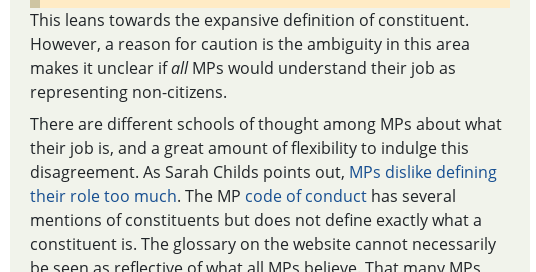 This leans towards the expansive definition of constituent.
However, a reason for caution is the ambiguity in this area
makes it unclear if all MPs would understand their job as
representing non-citizens.
There are different schools of thought among MPs about what
their job is, and a great amount of flexibility to indulge this
disagreement. As Sarah Childs points out, MPs dislike defining
their role too much. The MP code of conduct has several
mentions of constituents but does not define exactly what a
constituent is. The glossary on the website cannot necessarily
be seen as reflective of what all MPs believe. That many MPs